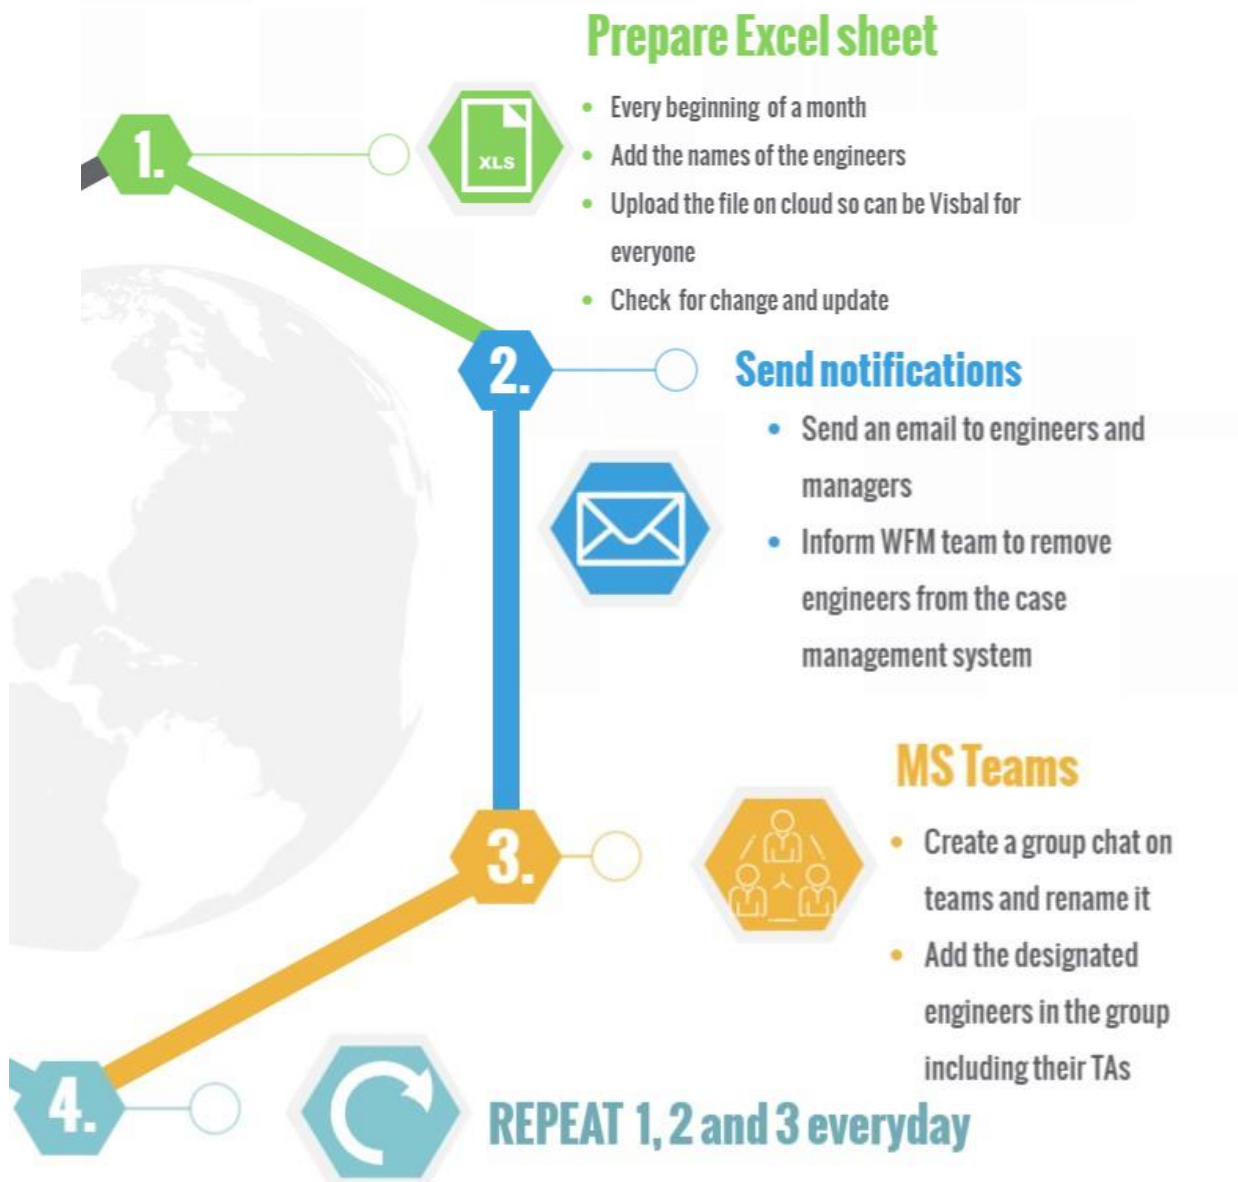 Prepare Excel sheet
1.
XLS
• Every beginning of a month
• Add the names of the engineers
• Upload the file on cloud so can be Visbal for
everyone
• Check for change and update
2.
Send notifications
• Send an email to engineers and
managers
• Inform WFM team to remove
engineers from the case
management system
MS Teams
3.
• Create a group chat on
teams and rename it
• Add the designated
engineers in the group
including their TAs
4.
REPEAT 1, 2 and 3 everyday